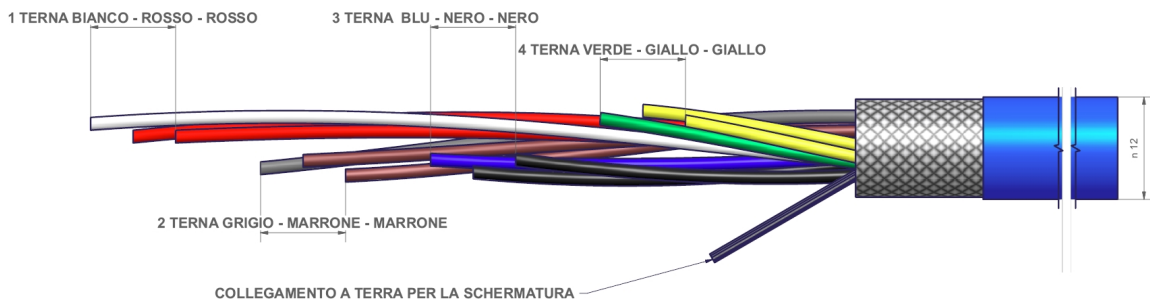 1 TERNA BIANCO - ROSSO - ROSSO
3 TERNA BLU - NERO - NERO
4 TERNA VERDE - GIALLO - GIALLO
n 12
2 TERNA GRIGIO - MARRONE - MARRONE
COLLEGAMENTO A TERRA PER LA SCHERMATURA